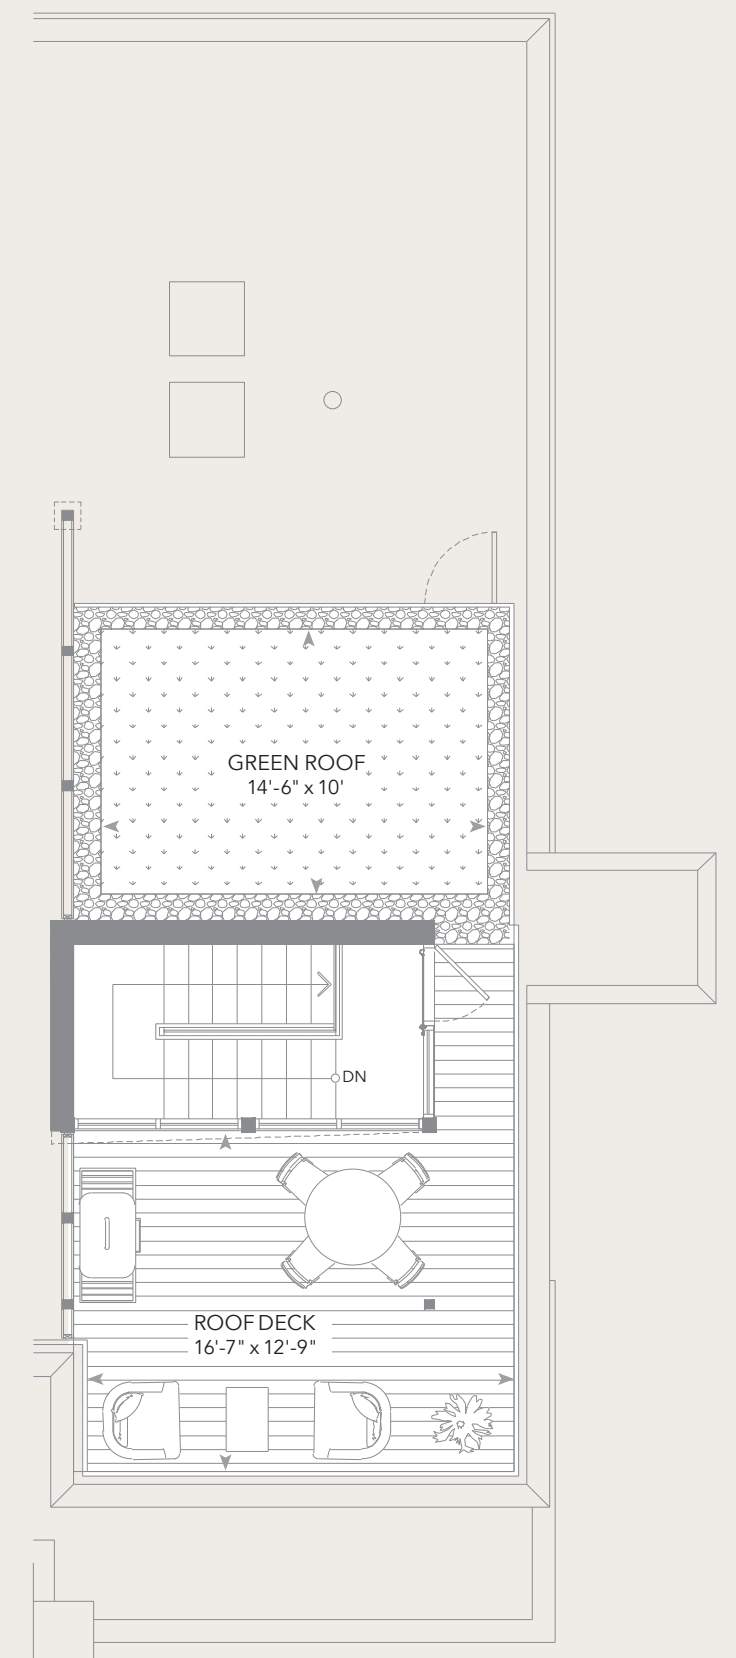 GREEN ROOF
14'-6" x 10'
DN
ROOF DECK
16'-7" x 12'-9"